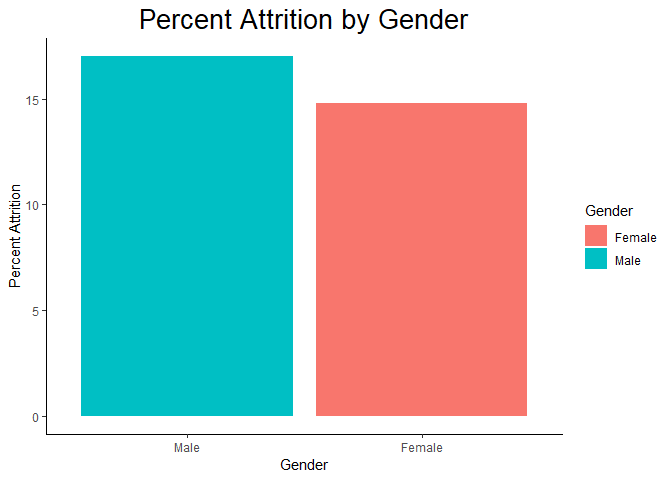 Percent Attrition by Gender
Percent Attrition
15
10
5
0
Male
Female
Gender
Gender
Female
Male